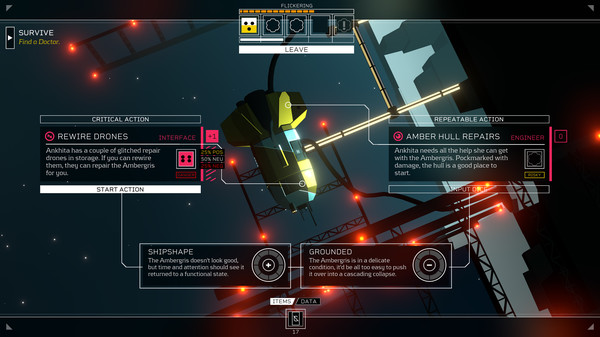 FLICKERING
SURVIVE
Find a Doctor.
LEAVE
CRITICAL ACTION
REWIRE DRONES
INTERFACE
+1
Ankhita has a couple of glitched repair
drones in storage. If you can rewire
them, they can repair the Ambergris
for you.
25% POS
50% NEU
START ACTION
REPEATABLE ACTION
AMBER HULL REPAIRS
ENGINEER
0
Ankhita needs all the help she can get
with the Ambergris. Pockmarked with
damage, the hull is a good place to
start.
RISKY
INPUT DICE
SHIPSHAPE
The Ambergris doesn't look good,
but time and attention should see it
returned to a functional state.
GROUNDED
The Ambergris is in a delicate
condition, it'd be all too easy to push
it over into a cascading collapse.
ITEMS / DATA
17